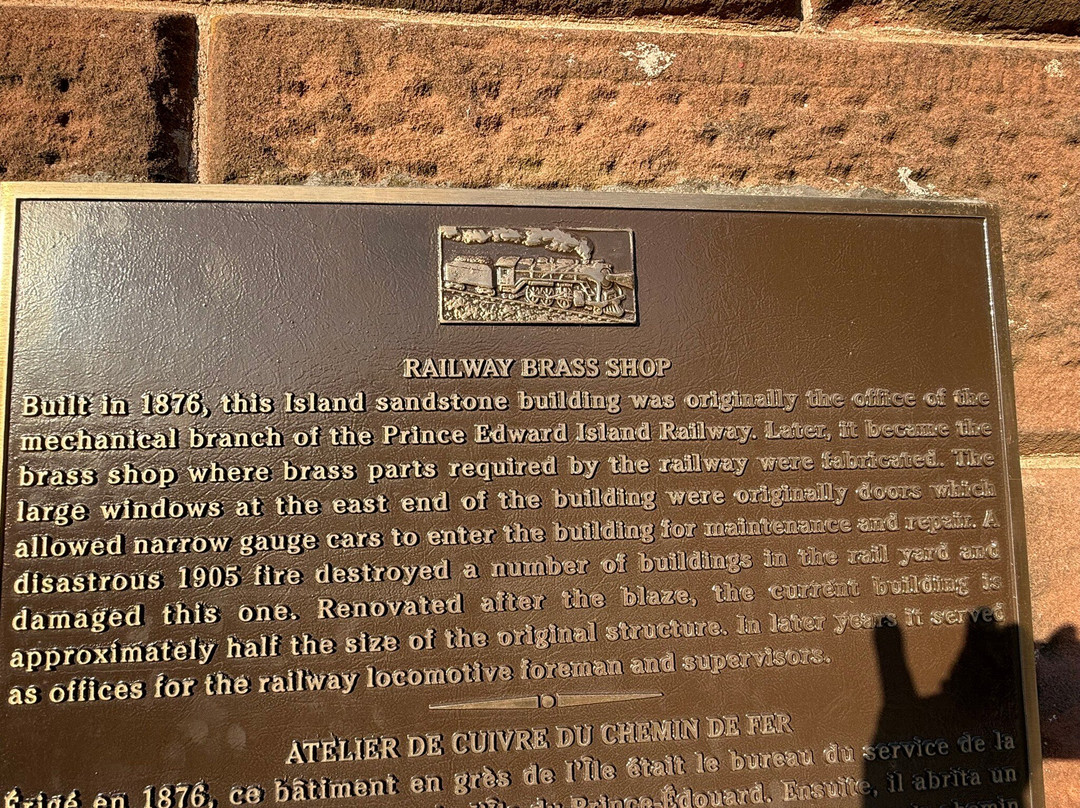 RAILWAY BRASS SHOP
Built in 1876, this Island sandstone building was originally the office of the
mechanical branch of the Prince Edward Island Railway. Later, it became the
brass shop where brass parts required by the railway were fabricated. The
large windows at the east end of the building were originally doors which
allowed narrow gauge cars to enter the building for maintenance and repair. A
disastrous 1905 fire destroyed a number of buildings in the rail yard and
damaged this one. Renovated after the blaze, the current building is
approximately half the size of the original structure. In later years it served
as offices for the railway locomotive foreman and supervisors.
ATELIER DE CUIVRE DU CHEMIN DE FER
Érigé en 1876, ce bâtiment en grès de l'Île était le bureau du service de la
du Prince-Édouard. Ensuite, il abrita un